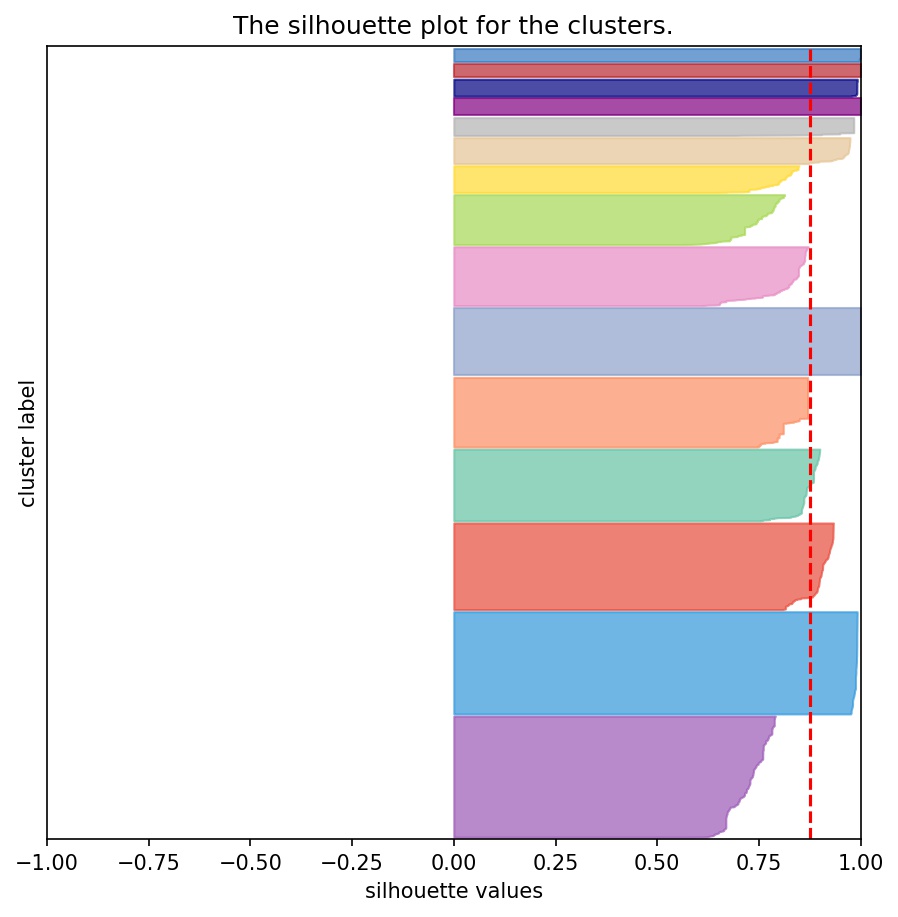 The silhouette plot for the clusters.
cluster label
−1.00 −0.75 −0.50 −0.25 0.00 0.25 0.50 0.75 1.00
silhouette values